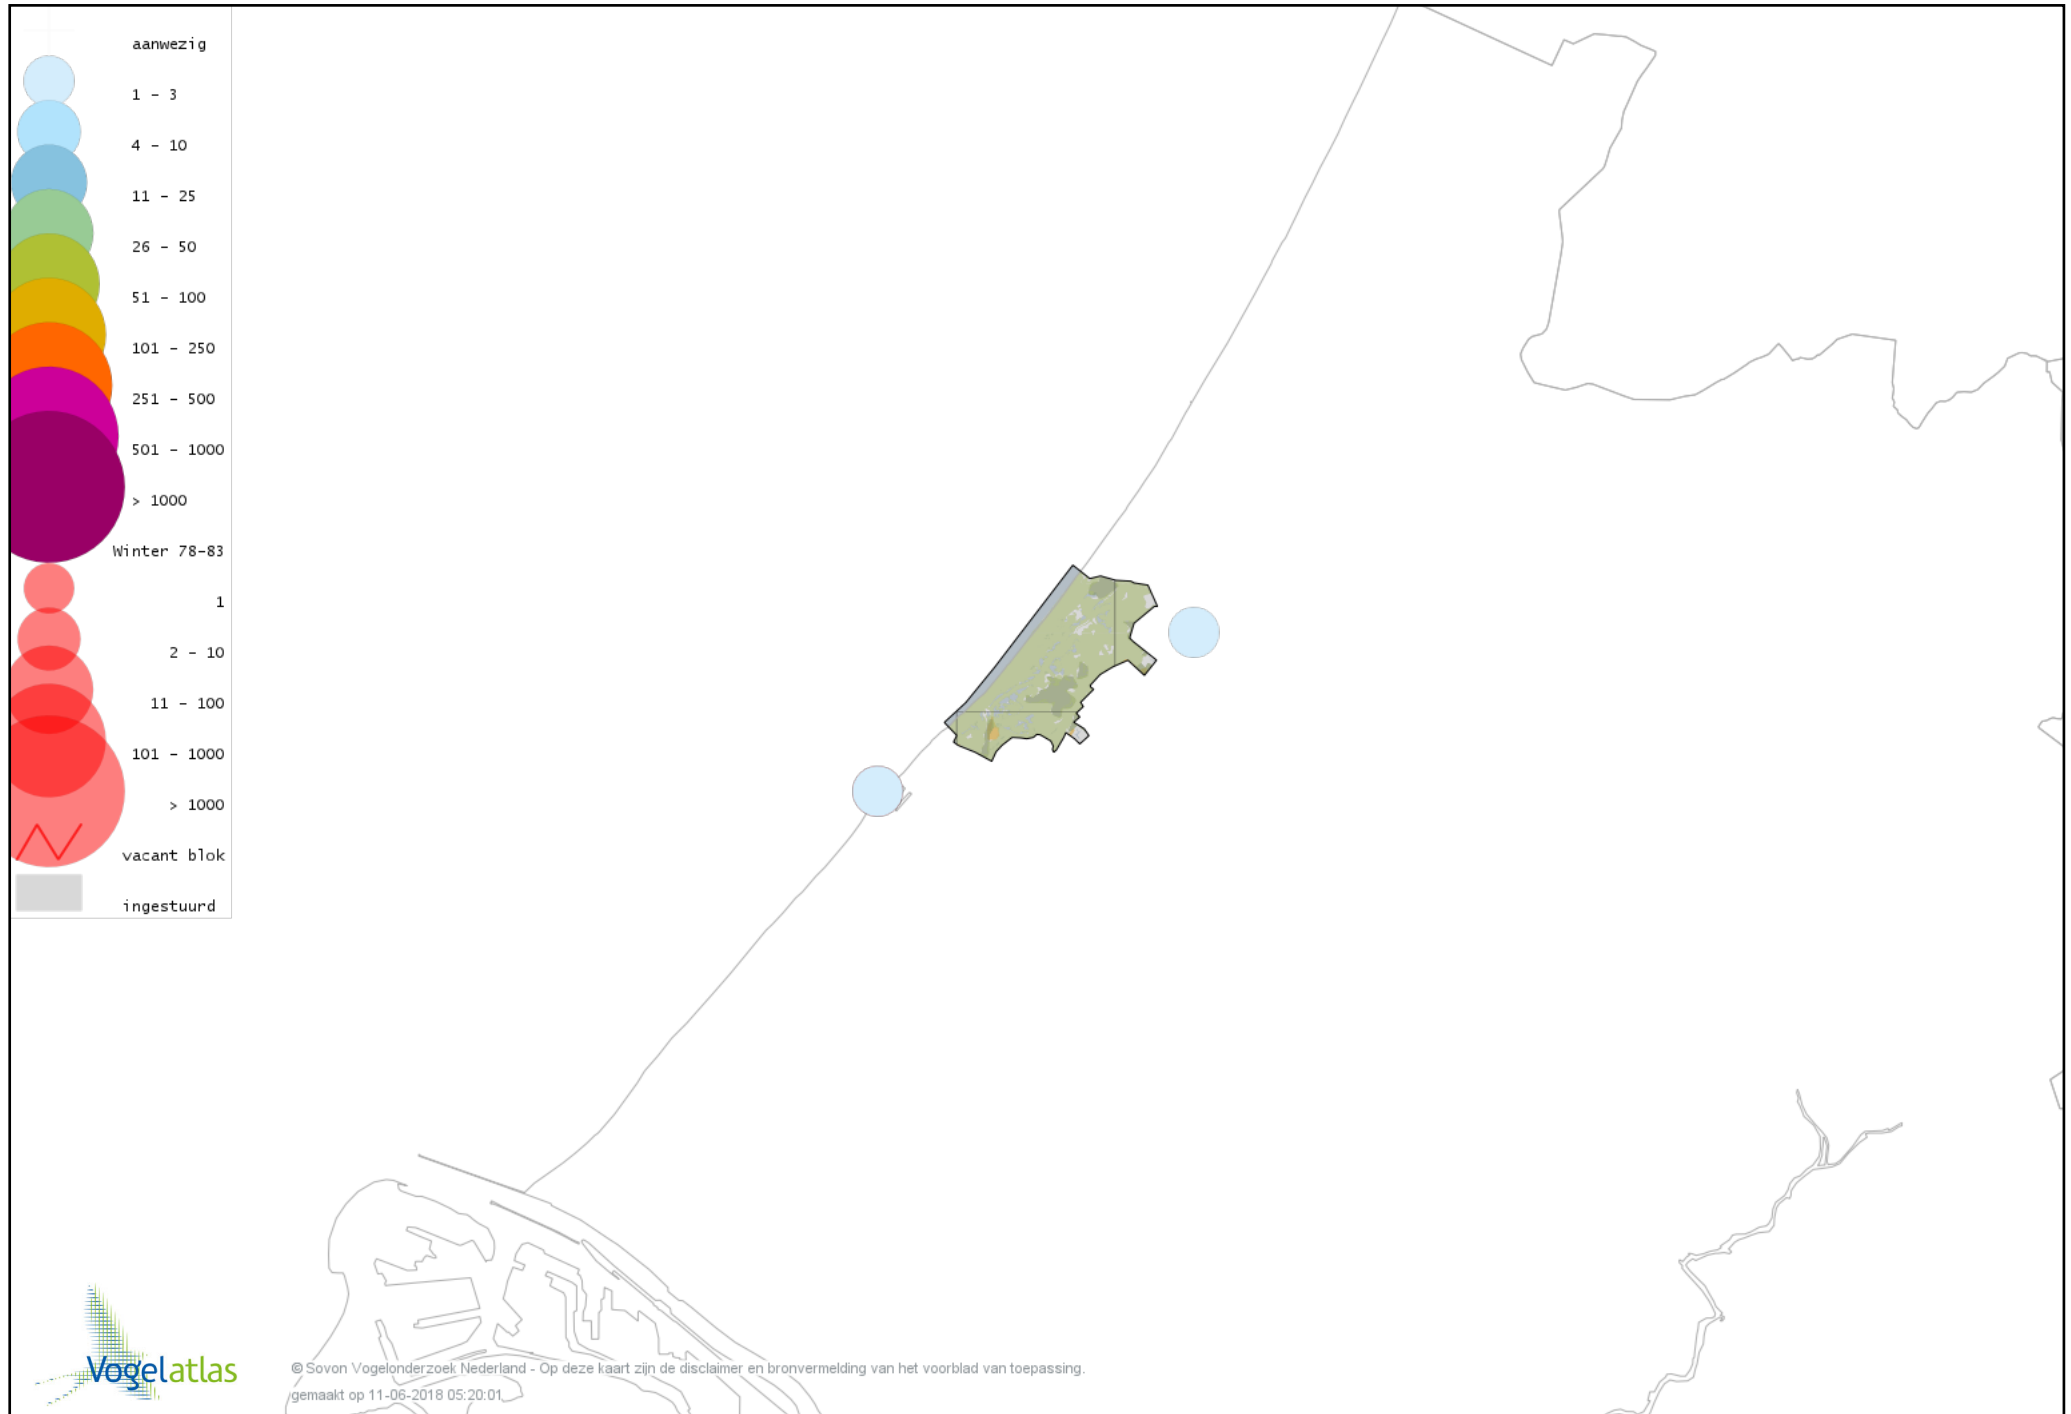 aanwezig
1 – 3
4 – 10
11 – 25
26 – 50
51 – 100
101 – 250
251 – 500
501 – 1000
> 1000
Winter 78-83
1
2 – 10
11 – 100
101 – 1000
> 1000
vacant blok
ingestuurd
Vogelatlas
© Sovon Vogelonderzoek Nederland - Op deze kaart zijn de disclaimer en bronvermelding van het voorblad van toepassing.
gemaakt op 11-06-2018 05:20:01